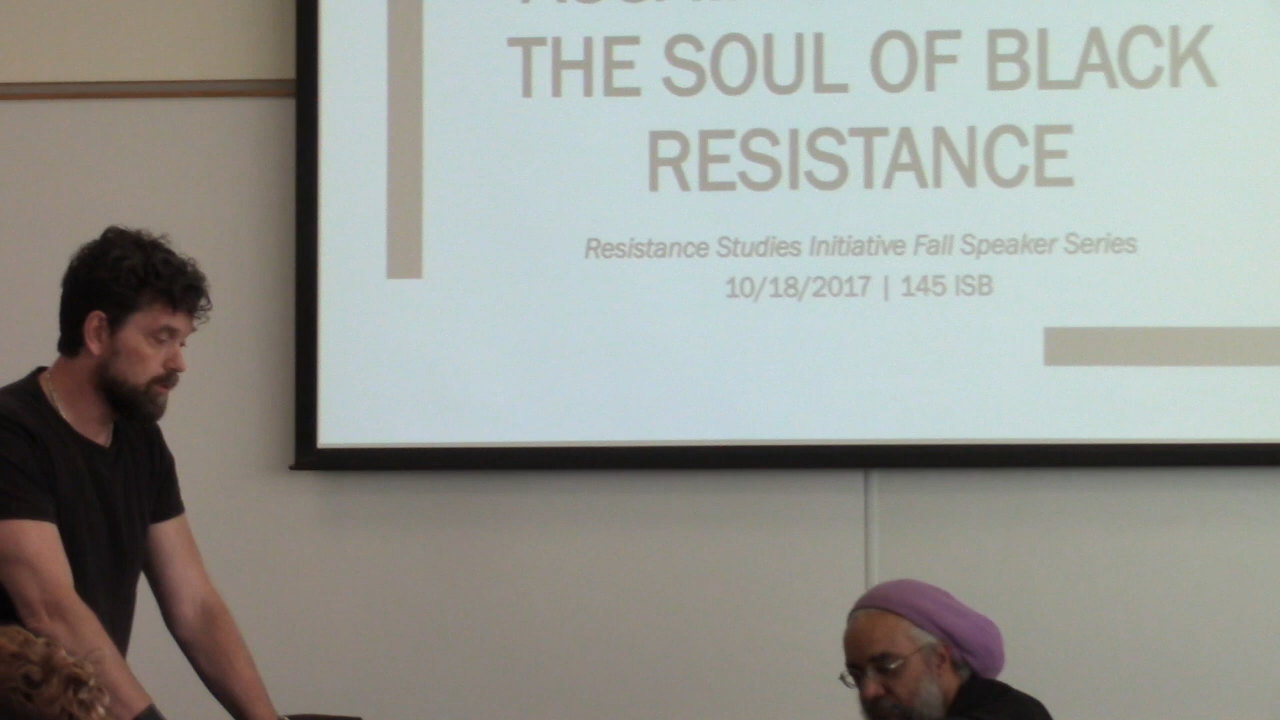 THE SOUL OF BLACK
RESISTANCE
Resistance Studies Initiative Fall Speaker Series
10/18/2017 | 145 ISB